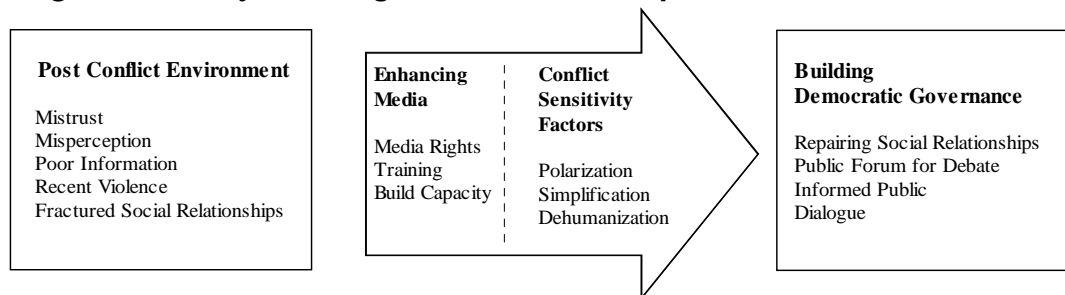 Post Conflict Environment
Mistrust
Misperception
Poor Information
Recent Violence
Fractured Social Relationships
Enhancing
Media
Media Rights
Training
Build Capacity
Conflict
Sensitivity
Factors
Polarization
Simplification
Dehumanization
Building
Democratic Governance
Repairing Social Relationships
Public Forum for Debate
Informed Public
Dialogue